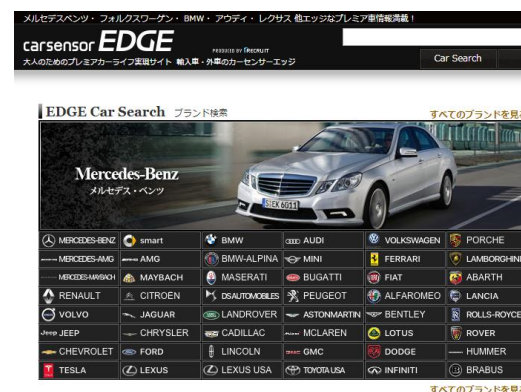 メルセデスベンツ・ フォルクスワーゲン・ BMW・ アウディ・ レクサス 他エッジなプレミア車情報満載！
carsensor EDGE PRODUCED BY RECRUIT
大人のためのプレミアカーライフ実現サイト 輸入車・外車のカーセンサーエッジ
Car Search
EDGE Car Search ブランド検索 すべてのブランドを見
Mercedes-Benz
メルセデス・ベンツ
S:EK 6011
MERCEDES-BENZ smart BMW AUDI VOLKSWAGEN PORCHE
MERCEDES-AMG AMG BMW-ALPINA MINI FERRARI LAMBORGHINI
MERCEDES-MAYBACH MAYBACH MASERATI BUGATTI FIAT ABARTH
RENAULT CITROEN DS AUTOMOBILES PEUGEOT ALFAROMEO LANCIA
VOLVO JAGUAR LANDROVER ASTONMARTIN BENTLEY ROLLS-ROYCE
Jeep JEEP CHRYSLER CADILLAC MCLAREN LOTUS ROVER
CHEVROLET FORD LINCOLN GMC DODGE HUMMER
TESLA LEXUS LEXUS USA TOYOTA USA INFINITI BRABUS
すべてのブランドを見